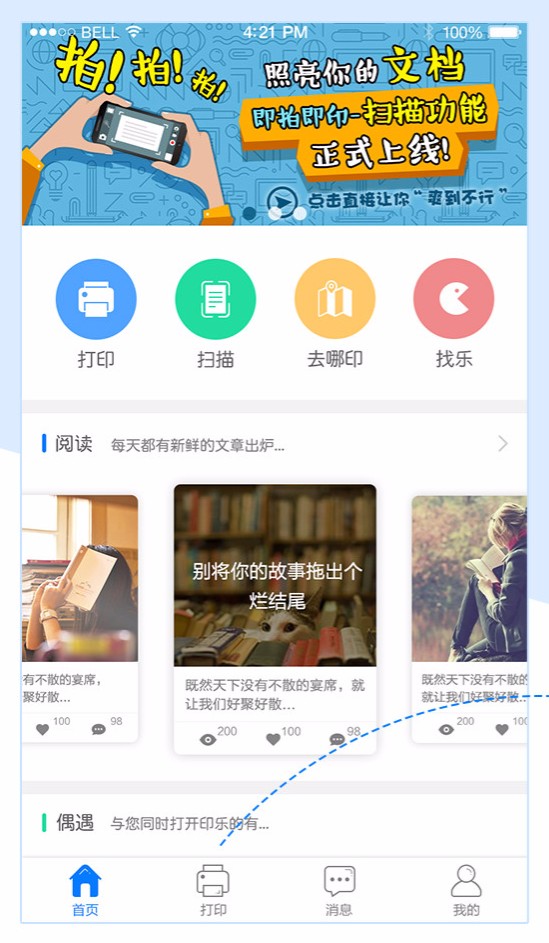 BELL
4:21 PM
100%
拍!拍!拍!
照亮你的文档
即拍即印-扫描功能
正式上线!
点击直接让你“爽到不行”
打印
扫描
去哪印
找乐
阅读
每天都有新鲜的文章出炉...
别将你的故事拖出个
烂结尾
有不散的宴席，
聚好散...
100
98
既然天下没有不散的宴席，就
让我们好聚好散...
200
100
98
既然天下没有不散的宴
就让我们好聚好散...
200
100
偶遇
与您同时打开印乐的有...
首页
打印
消息
我的